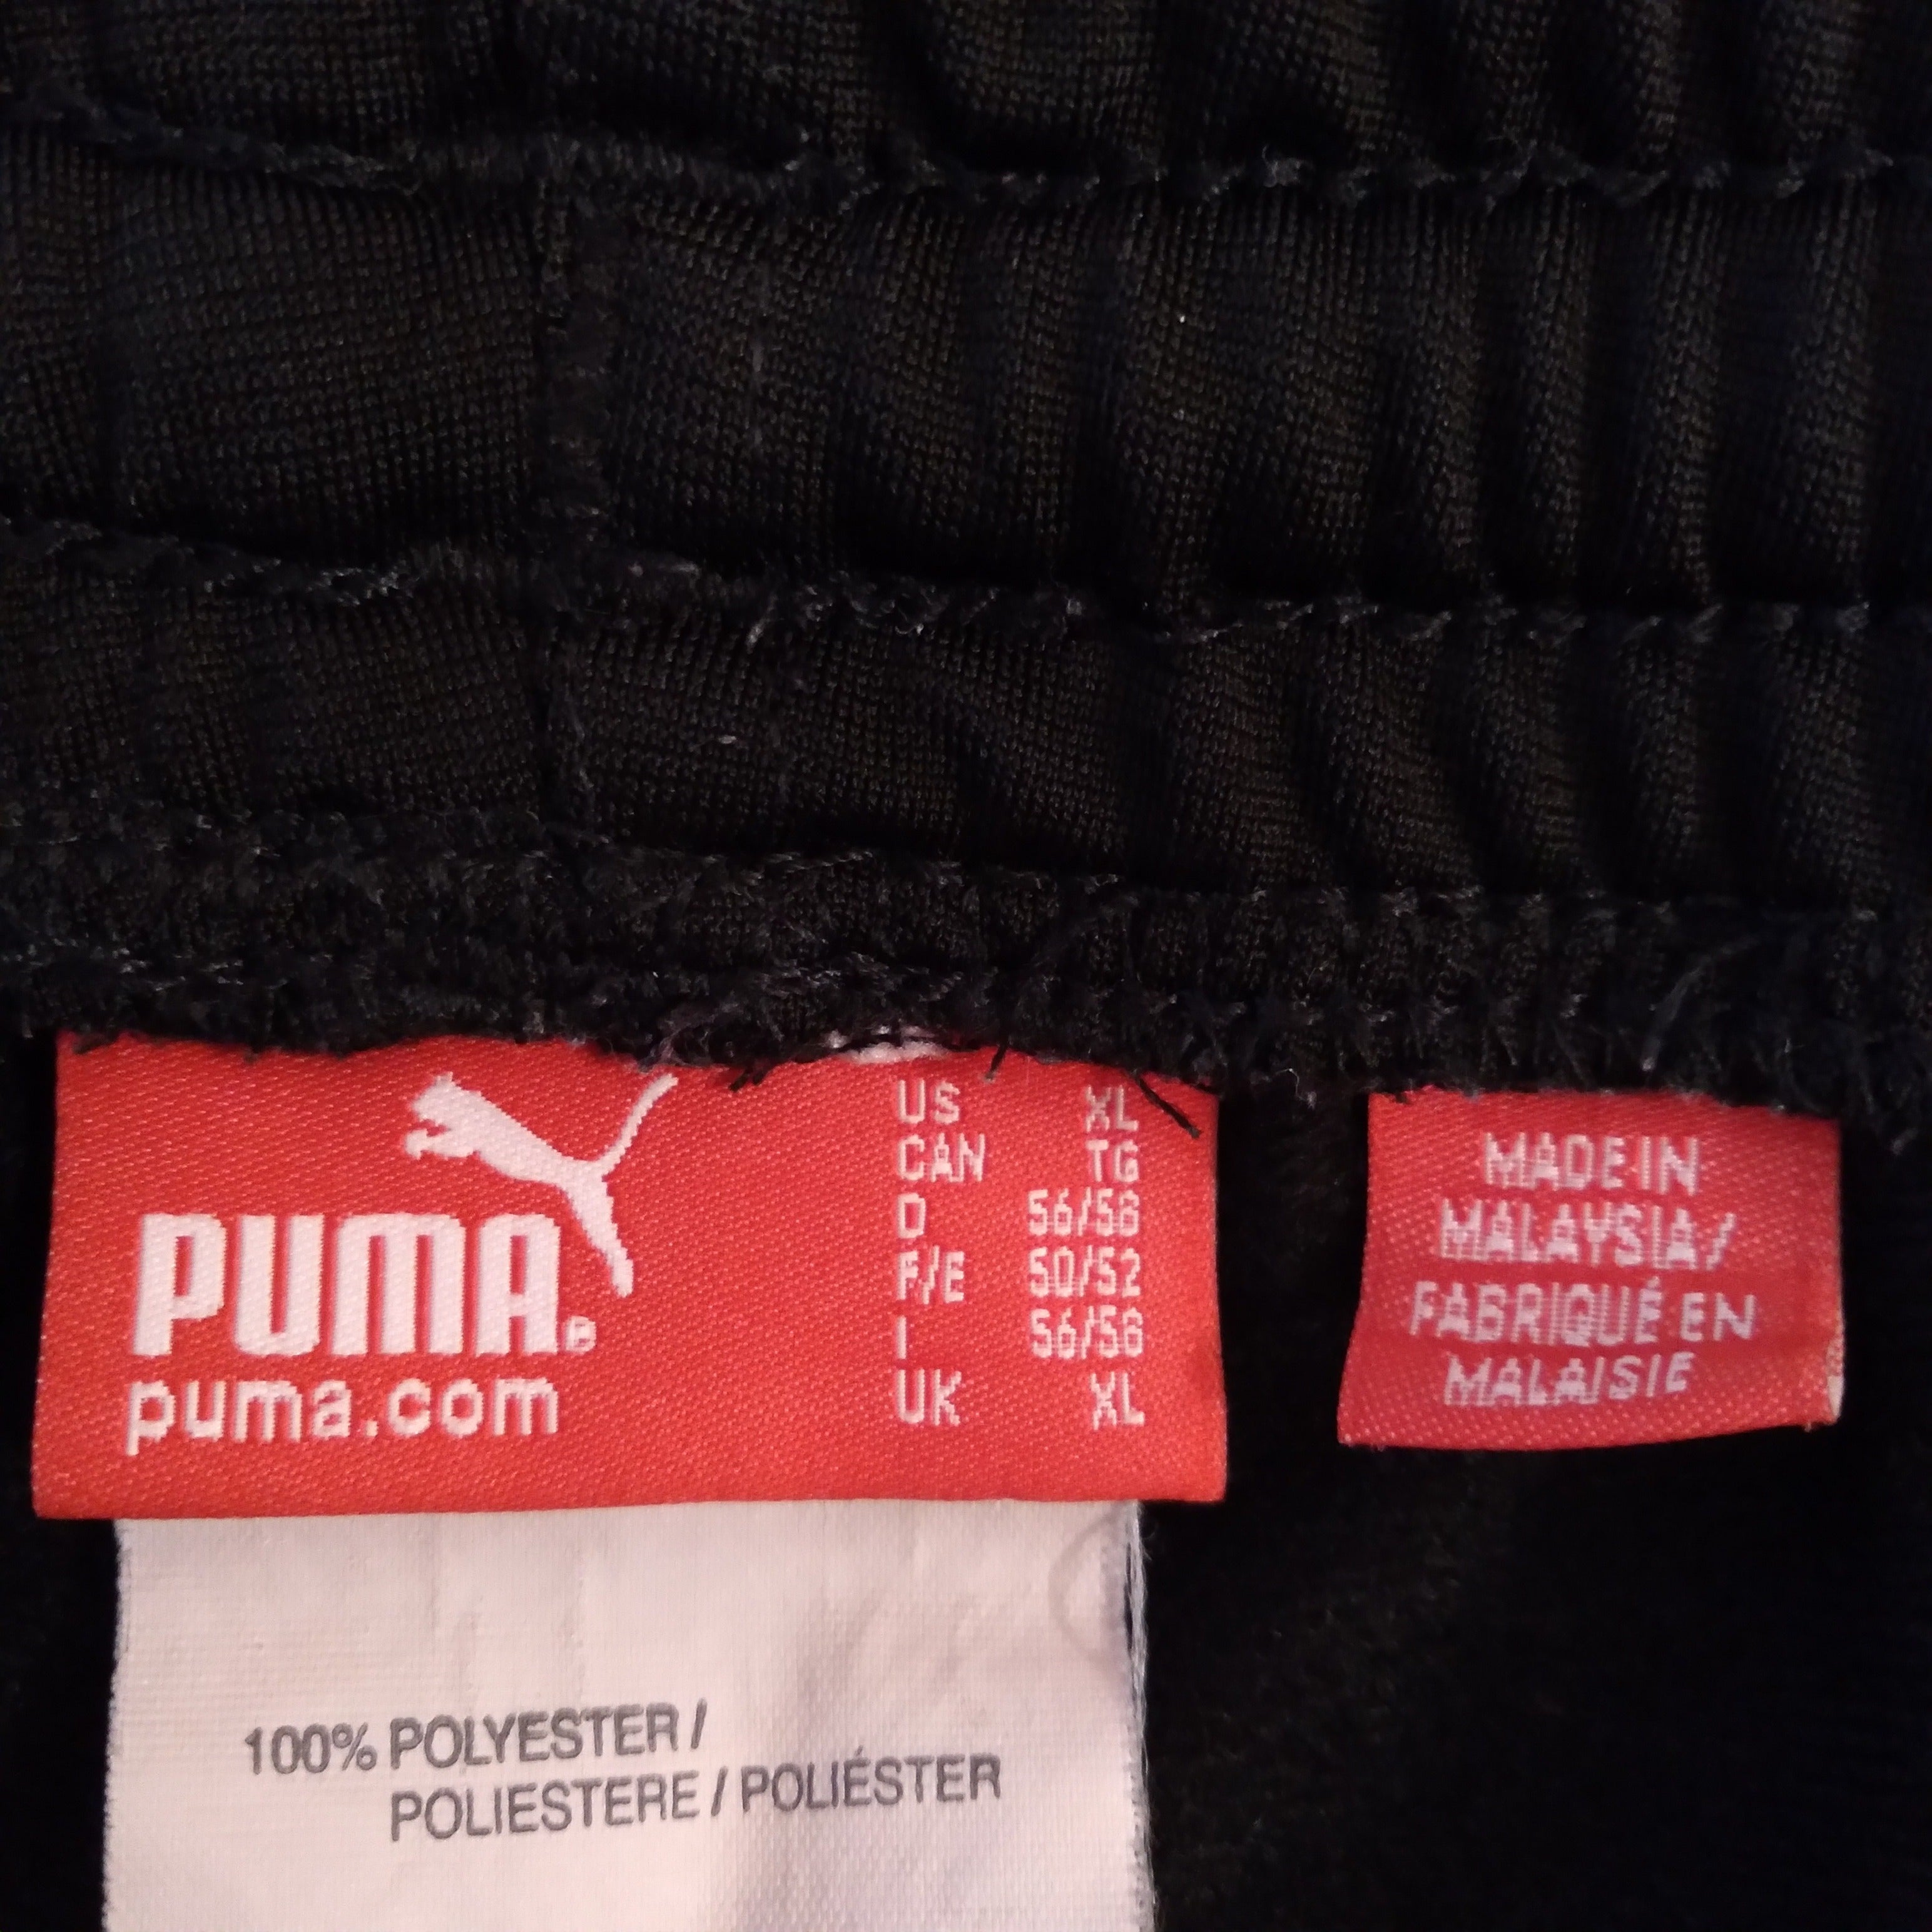 PUMA®
puma.com
US XL
CAN TG
D 56/58
F/E 50/52
I 56/58
UK XL
MADE IN
MALAYSIA/
FABRIQUÉ EN
MALAISIE
100% POLYESTER /
POLIESTERE / POLIÉSTER